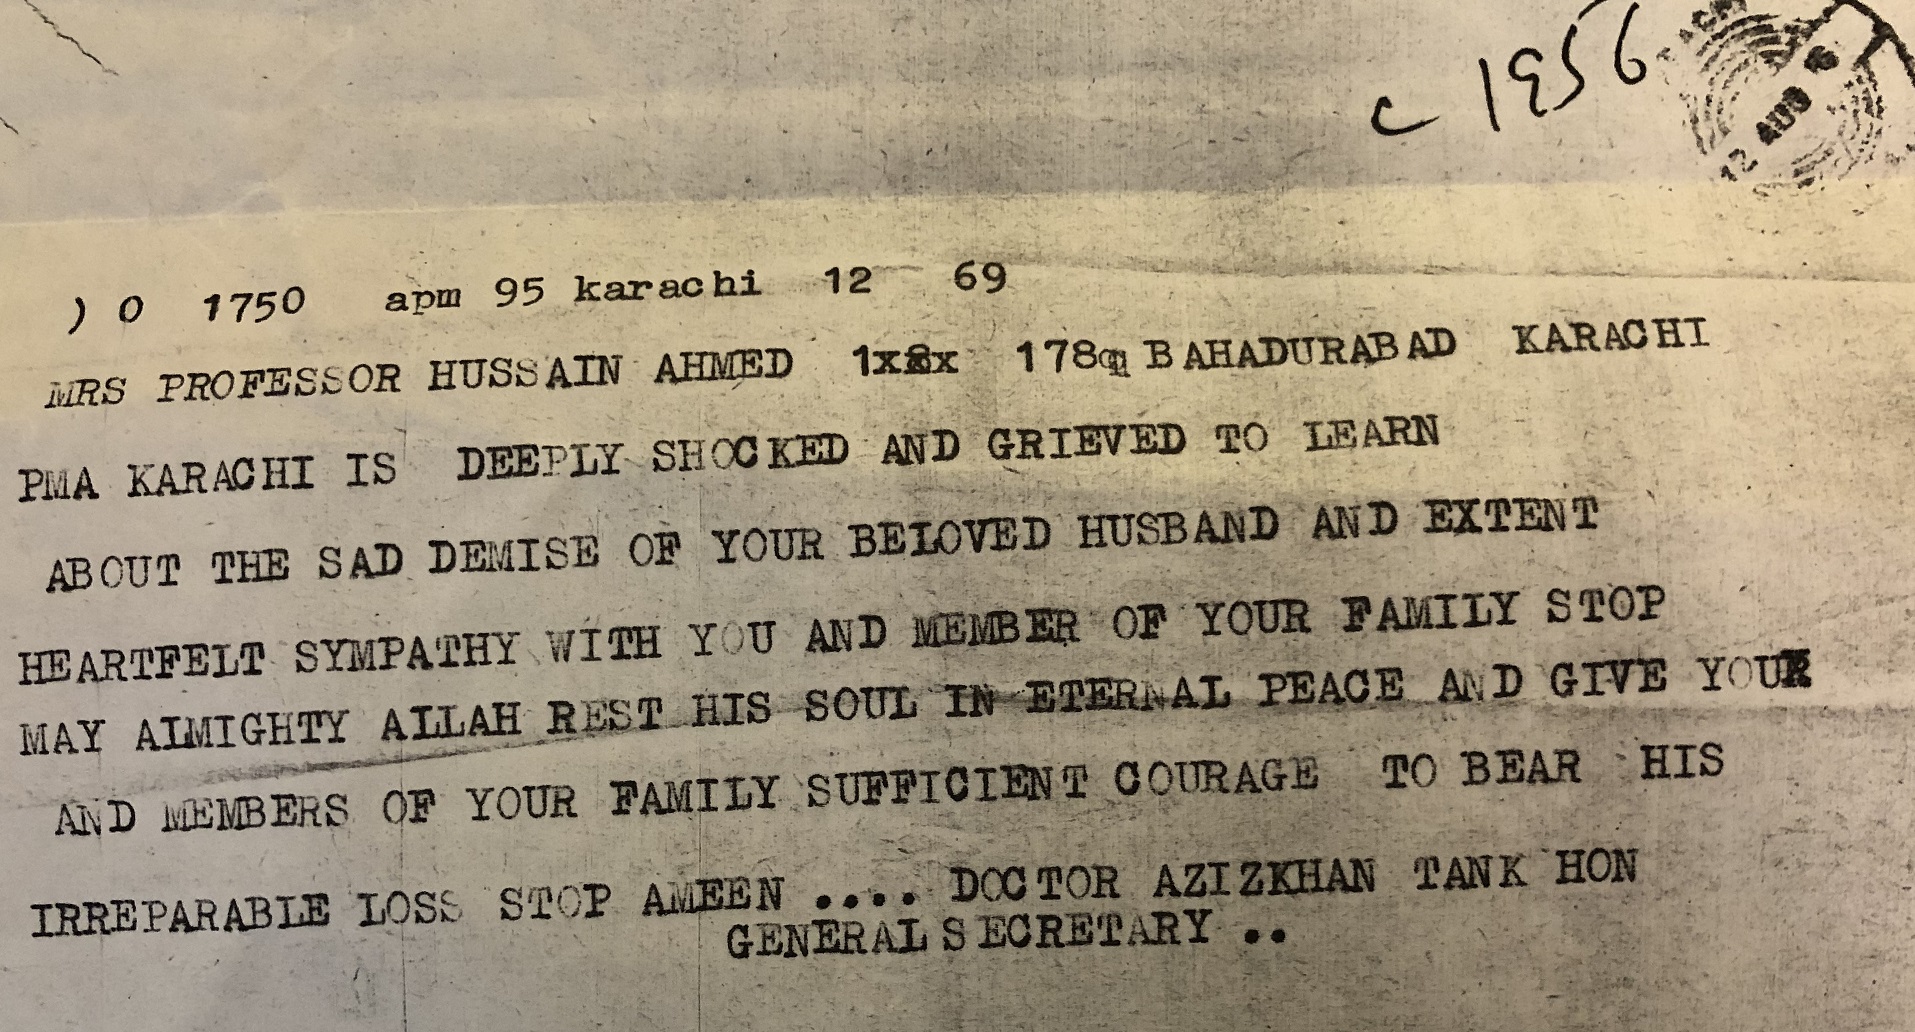 c 1956
KARACHI
12 AUG
) 0 1750 apm 95 karachi 12 69
MRS PROFESSOR HUSSAIN AHMED 1x8x 178 BAHADURABAD KARACHI
PMA KARACHI IS DEEPLY SHOCKED AND GRIEVED TO LEARN
ABOUT THE SAD DEMISE OF YOUR BELOVED HUSBAND AND EXTENT
HEARTFELT SYMPATHY WITH YOU AND MEMBER OF YOUR FAMILY STOP
MAY ALMIGHTY ALLAH REST HIS SOUL IN ETERNAL PEACE AND GIVE YOUR
AND MEMBERS OF YOUR FAMILY SUFFICIENT COURAGE TO BEAR HIS
IRREPARABLE LOSS STOP AMEEN .... DOCTOR AZIZKHAN TANK HON
GENERAL SECRETARY ..